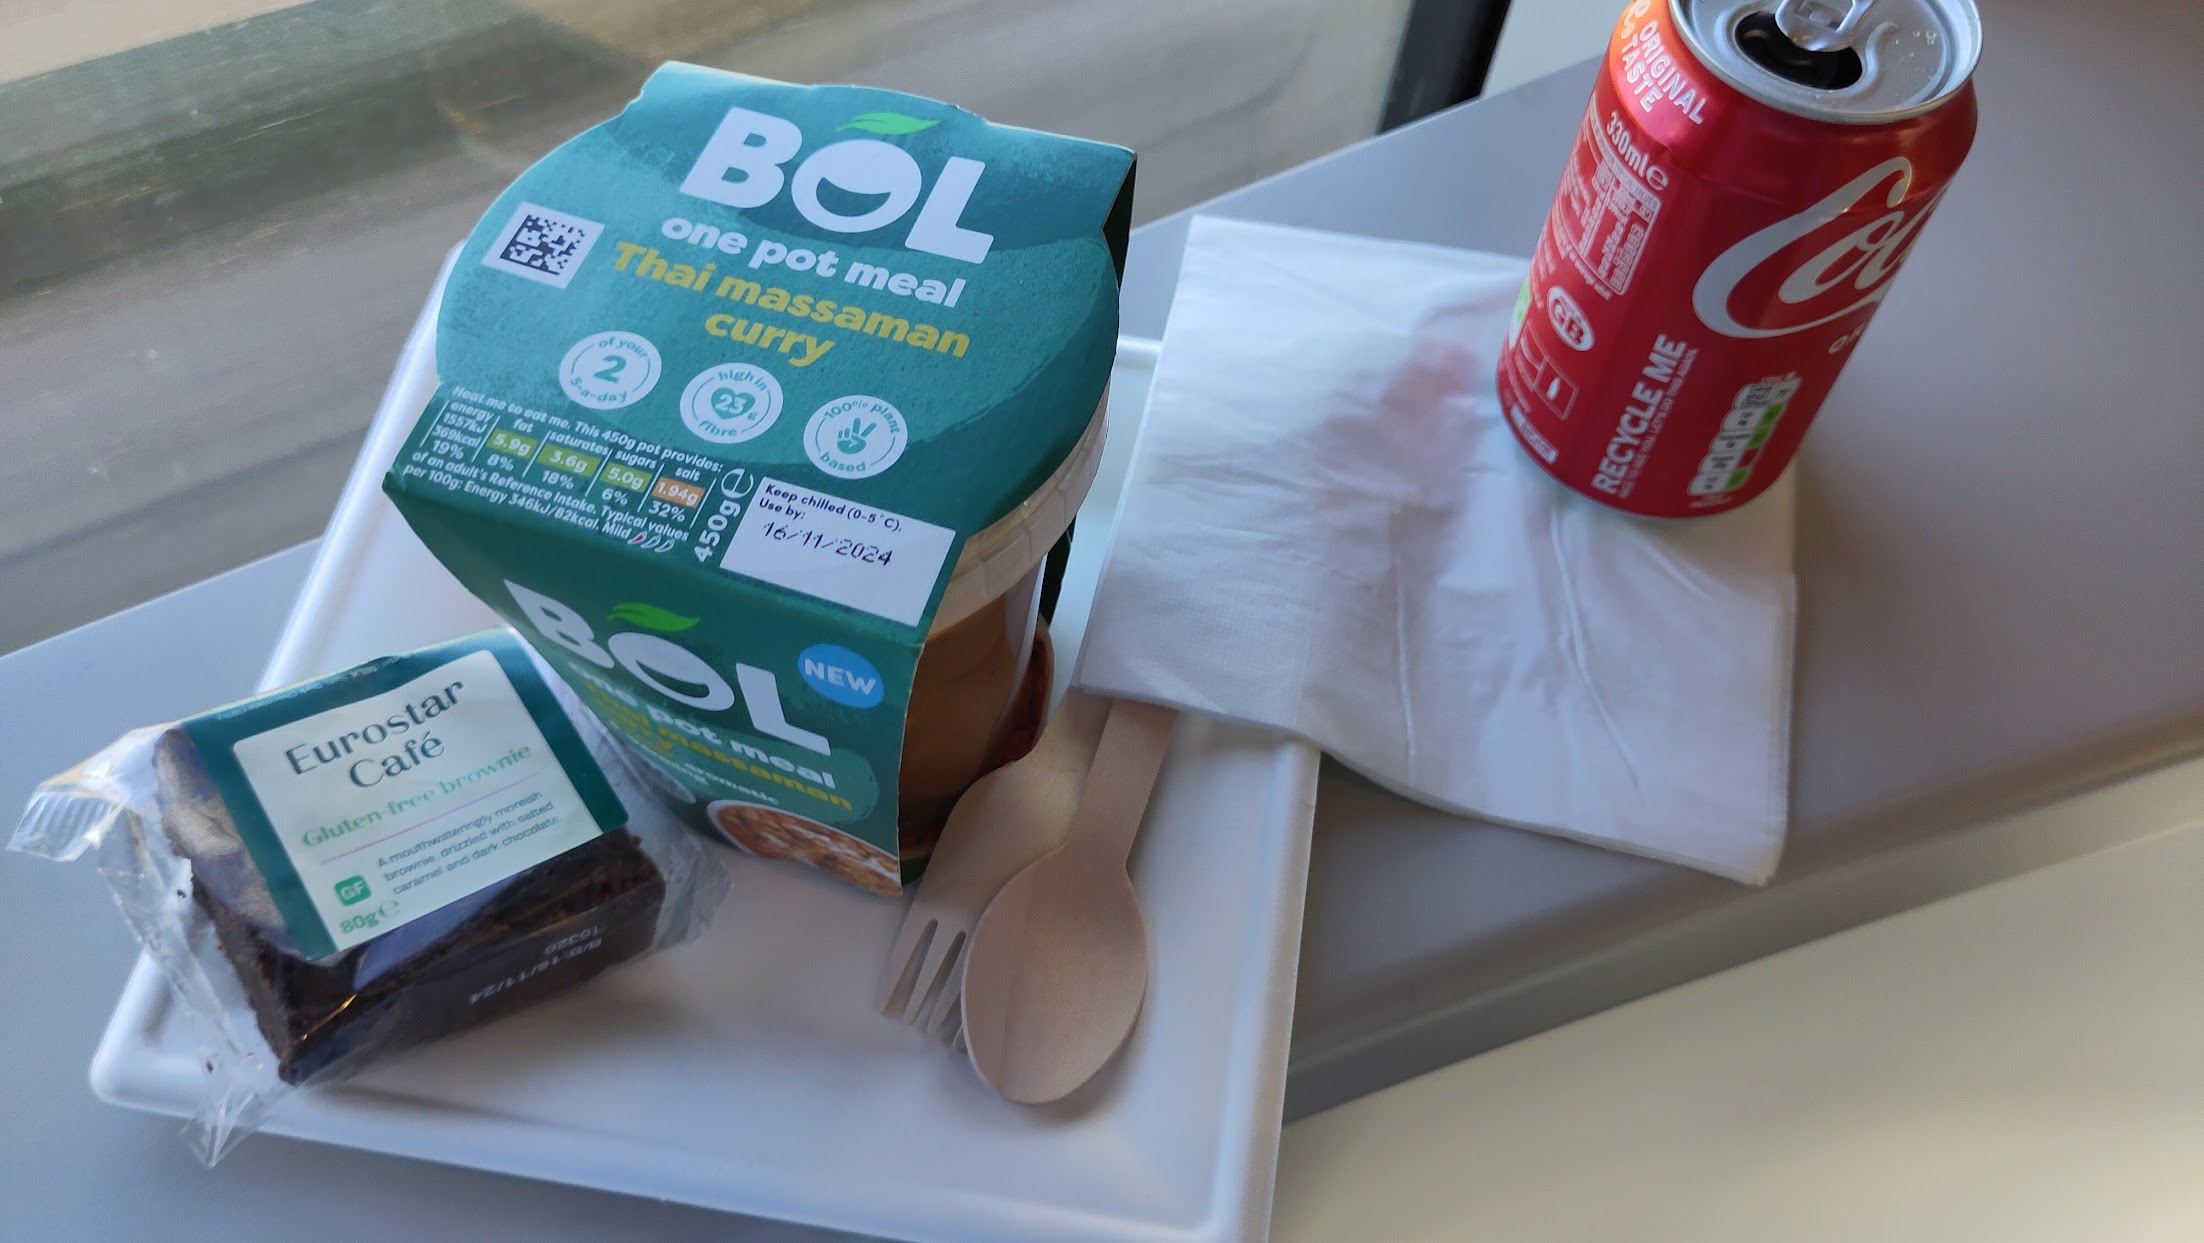 BOL
one pot meal
Thai massaman
curry
of your
2
5-a-day
high in
23g
fibre
100% plant
based
Heat me to eat me. This 450g pot provides:
energy fat saturates sugars salt
1557kJ
369kcal 5.9g 3.6g 5.0g 1.94g
19% 8% 18% 6% 32%
of an adult's Reference Intake. Typical values
per 100g: Energy 346kJ/82kcal. Mild
450g e
Keep chilled (0-5°C).
Use by:
16/11/2024
BOL
NEW
one pot meal
massaman
aromatic
Eurostar
Café
Gluten-free brownie
A mouthwateringly moreish
brownie, drizzled with salted
caramel and dark chocolate.
GF
80g e
B/B:16/11/24
ORIGINAL
TASTE
330ml e
GB
RECYCLE ME